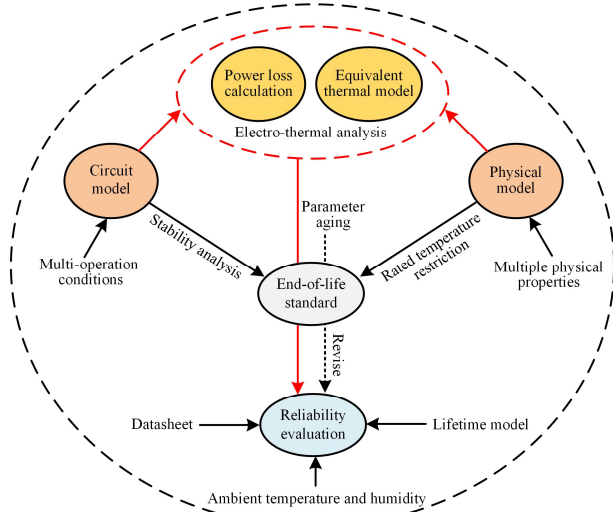 Power loss
calculation
Equivalent
thermal model
Electro-thermal analysis
Circuit
model
Physical
model
Parameter
aging
Stability analysis
Rated temperature
restriction
Multi-operation
conditions
End-of-life
standard
Multiple physical
properties
Revise
Datasheet
Reliability
evaluation
Lifetime model
Ambient temperature and humidity